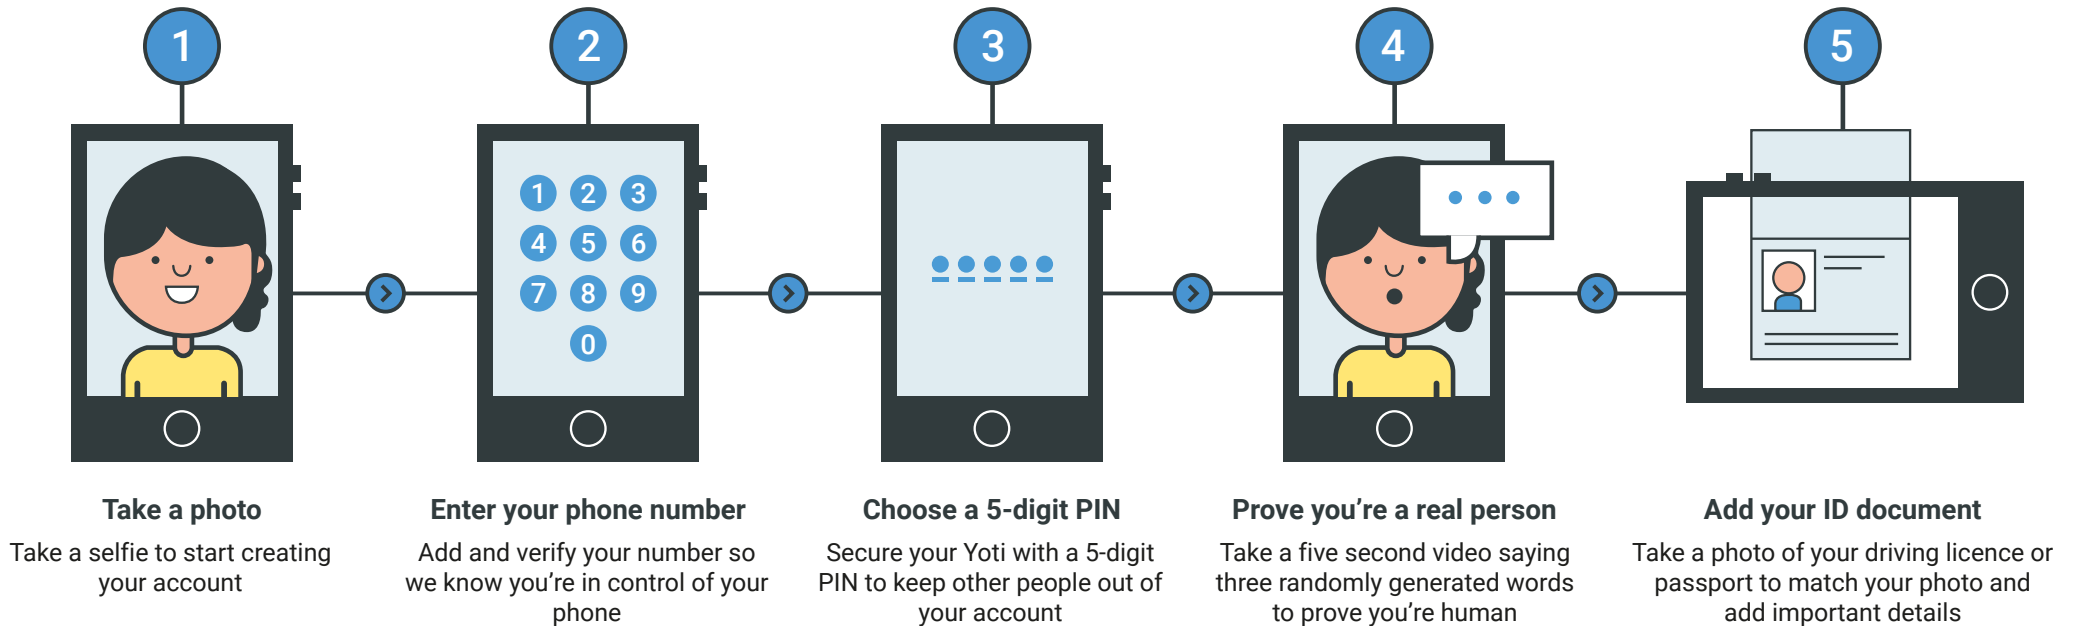 1
2
3
4
5
1 2 3
4 5 6
7 8 9
0
Take a photo
Take a selfie to start creating
your account
Enter your phone number
Add and verify your number so
we know you’re in control of your
phone
Choose a 5-digit PIN
Secure your Yoti with a 5-digit
PIN to keep other people out of
your account
Prove you’re a real person
Take a five second video saying
three randomly generated words
to prove you’re human
Add your ID document
Take a photo of your driving licence or
passport to match your photo and
add important details